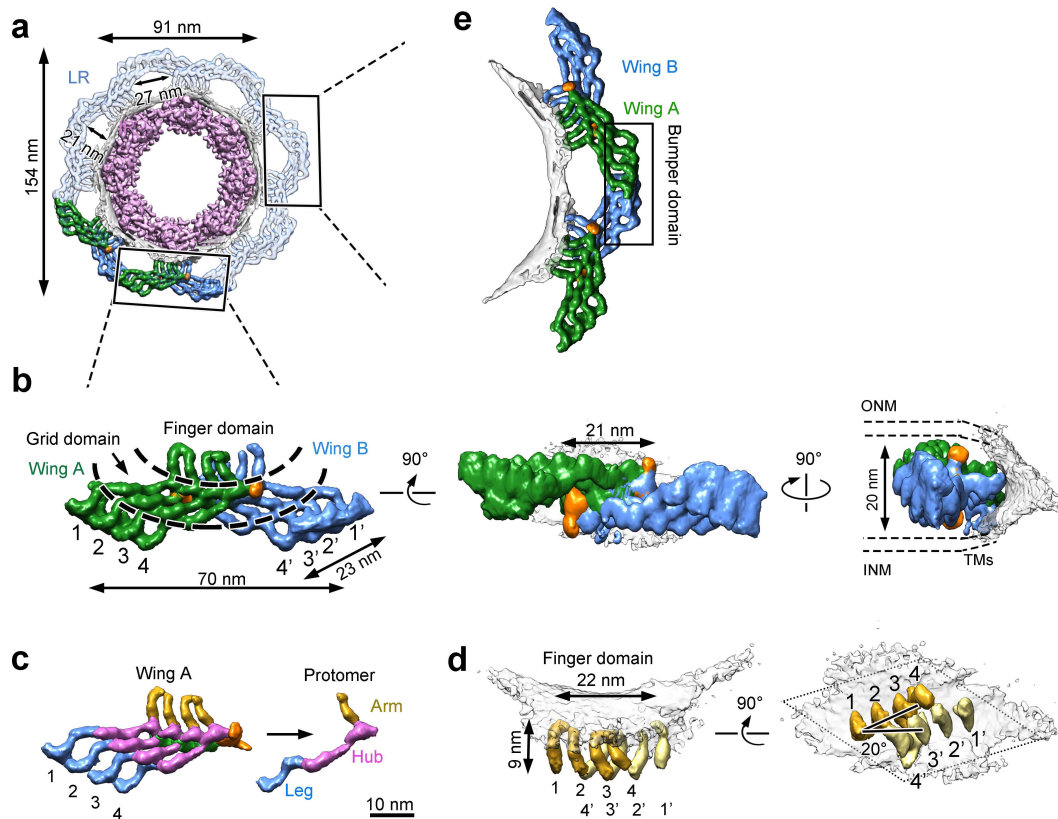 a
91 nm
LR
27 nm
21 nm
154 nm
e
Wing B
Wing A
Bumper domain
b
Grid domain
Finger domain
Wing A
Wing B
1
2
3
4
4’
3’
2’
1’
23 nm
70 nm
90°
21 nm
90°
ONM
20 nm
INM
TMs
c
Wing A
Protomer
Arm
Hub
Leg
1
2
3
4
10 nm
d
Finger domain
22 nm
9 nm
1 2 3 4
4’ 3’ 2’ 1’
90°
1
2
3
4
20°
4’
3’
2’
1’